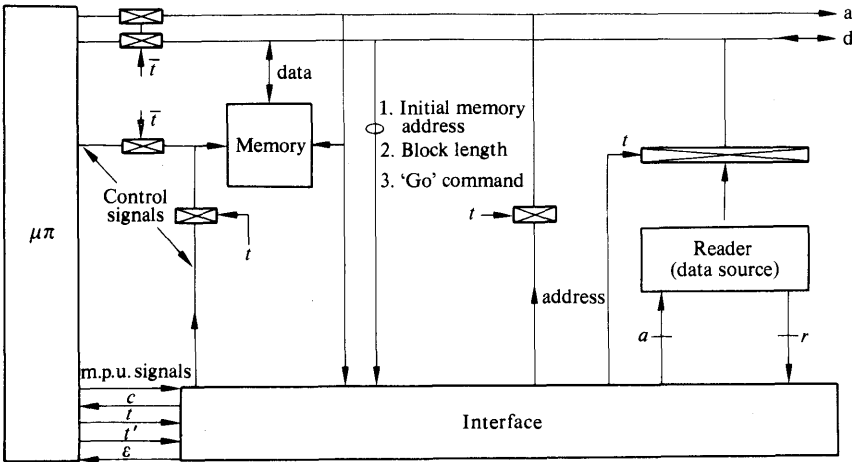 a
d
t̅
data
t̅
Memory
1. Initial memory
address
2. Block length
3. ‘Go’ command
t
Control
signals
t
t
μπ
Reader
(data source)
address
a
r
m.p.u. signals
c
t
t′
ε
Interface